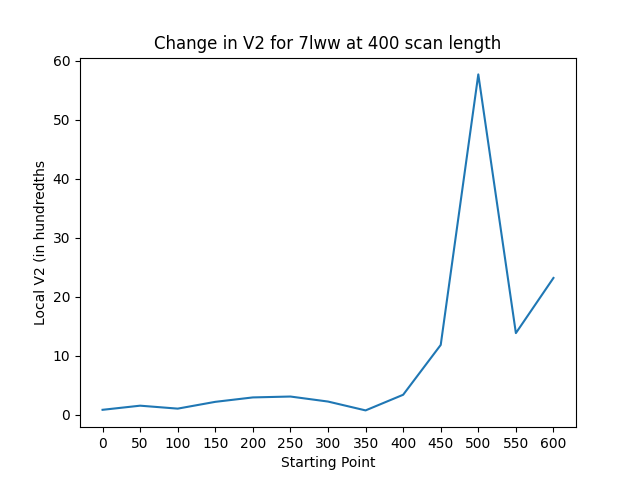 Change in V2 for 7lww at 400 scan length
Local V2 (in hundredths
60
50
40
30
20
10
0
0 50 100 150 200 250 300 350 400 450 500 550 600
Starting Point